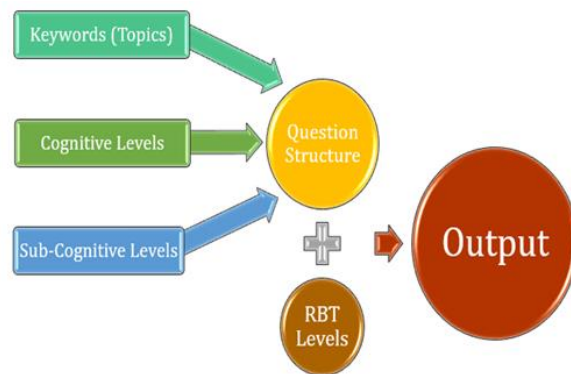 Keywords (Topics)
Cognitive Levels
Sub-Cognitive Levels
Question
Structure
RBT
Levels
Output